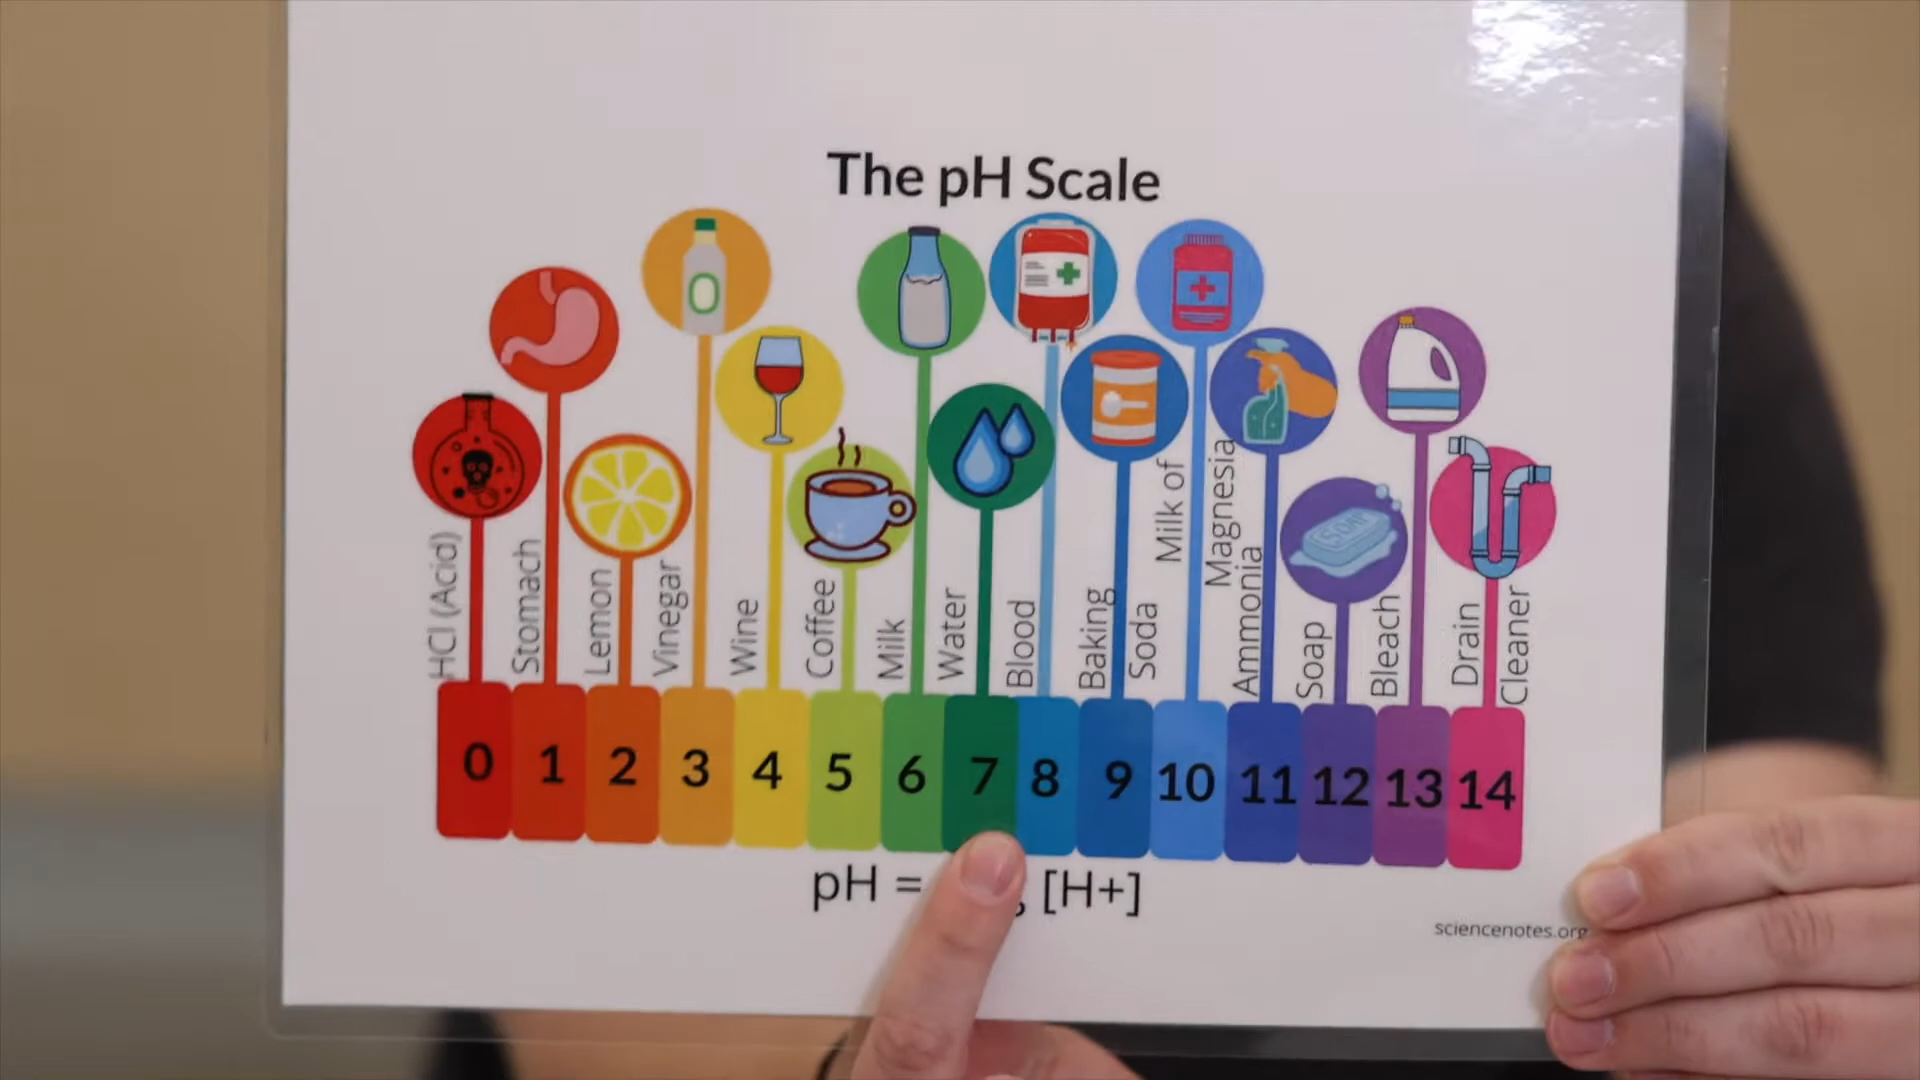 The pH Scale
HCl (Acid)
Stomach
Lemon
Vinegar
Wine
Coffee
Milk
Water
Blood
Baking
Soda
Milk of
Magnesia
Ammonia
Soap
Bleach
Drain
Cleaner
SOAP
0 1 2 3 4 5 6 7 8 9 10 11 12 13 14
pH = [H+]
sciencenotes.org